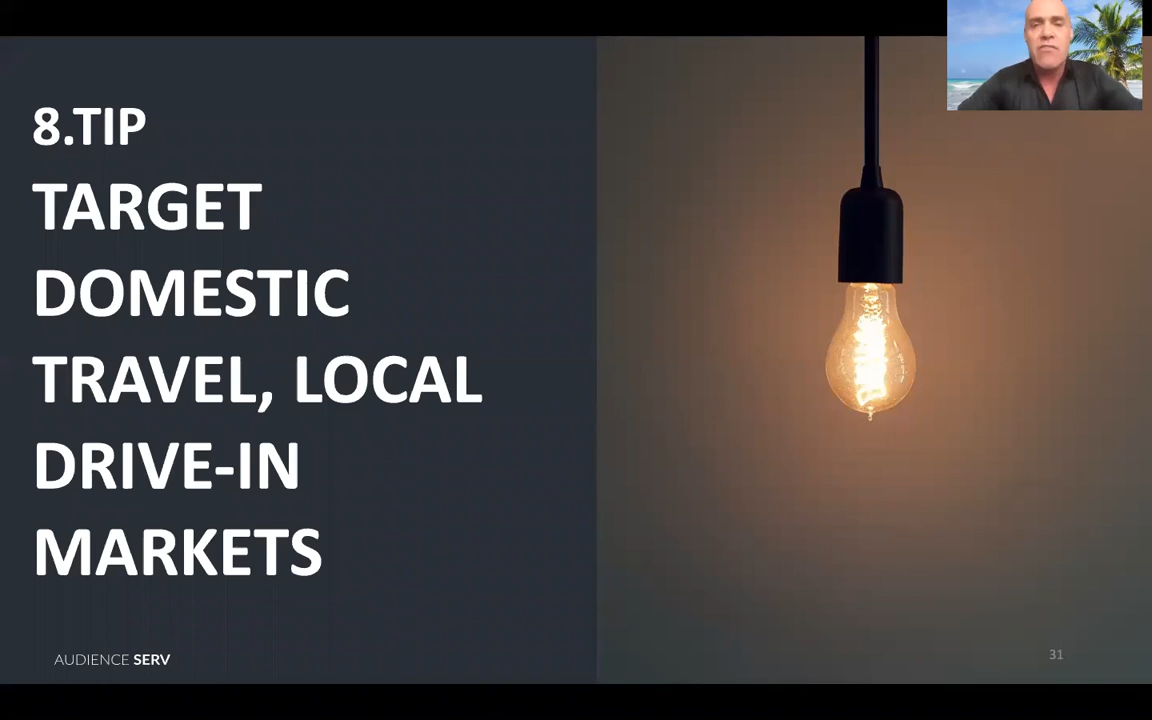 8.TIP
TARGET
DOMESTIC
TRAVEL, LOCAL
DRIVE-IN
MARKETS
AUDIENCE SERV
31